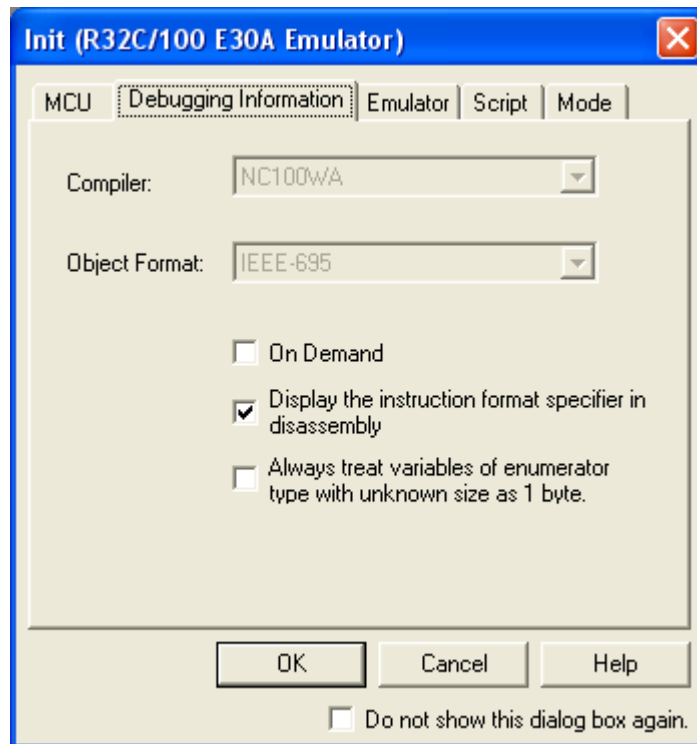 Init (R32C/100 E30A Emulator)
MCU Debugging Information Emulator Script Mode
Compiler: NC100WA
Object Format: IEEE-695
On Demand
Display the instruction format specifier in
disassembly
Always treat variables of enumerator
type with unknown size as 1 byte.
OK Cancel Help
Do not show this dialog box again.